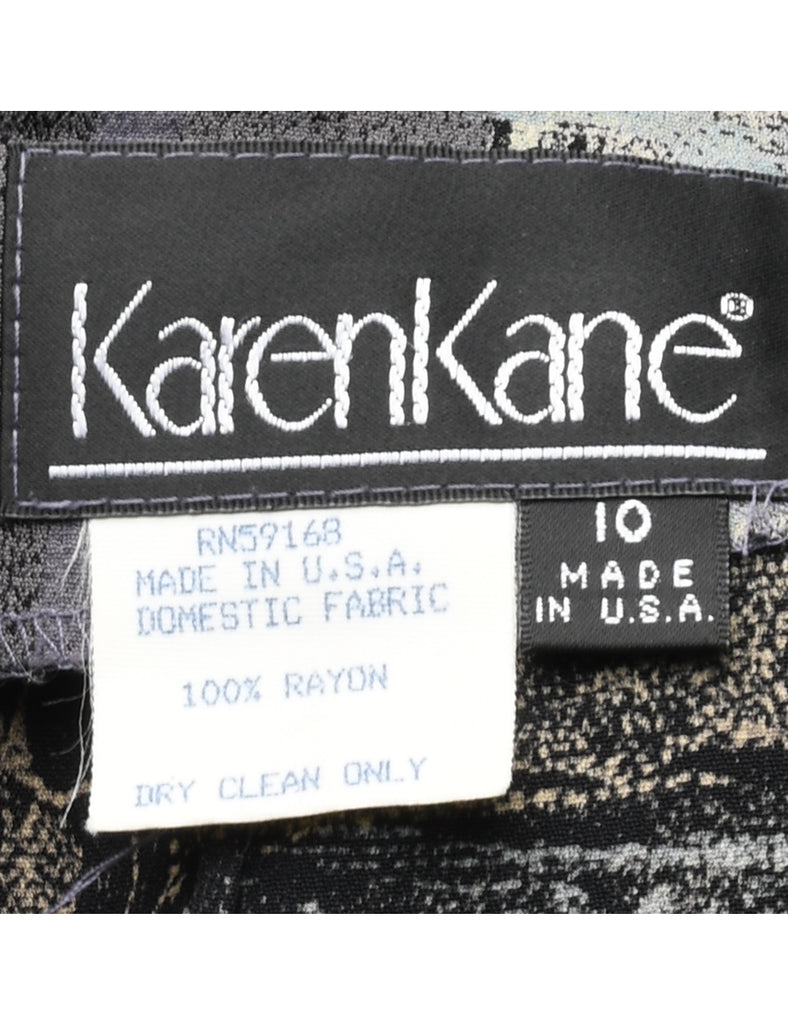 KarenKane®
RN59168
MADE IN U.S.A.
DOMESTIC FABRIC
100% RAYON
DRY CLEAN ONLY
10
MADE
IN U.S.A.